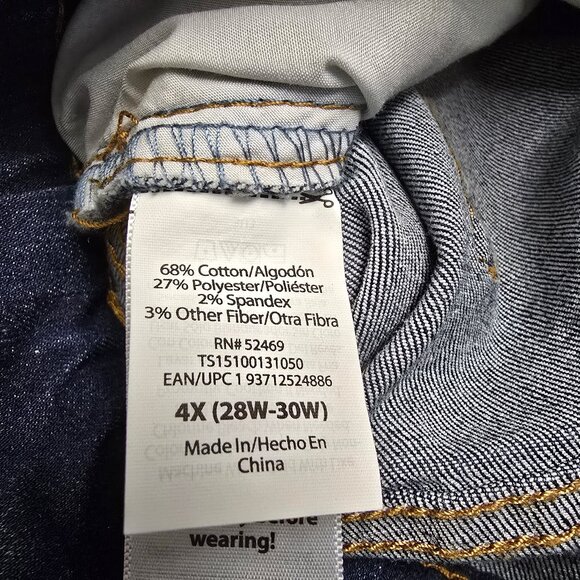 68% Cotton/Algodón
27% Polyester/Poliéster
2% Spandex
3% Other Fiber/Otra Fibra
RN# 52469
TS15100131050
EAN/UPC 1 93712524886
4X (28W-30W)
Made in/Hecho En
China
before
wearing!